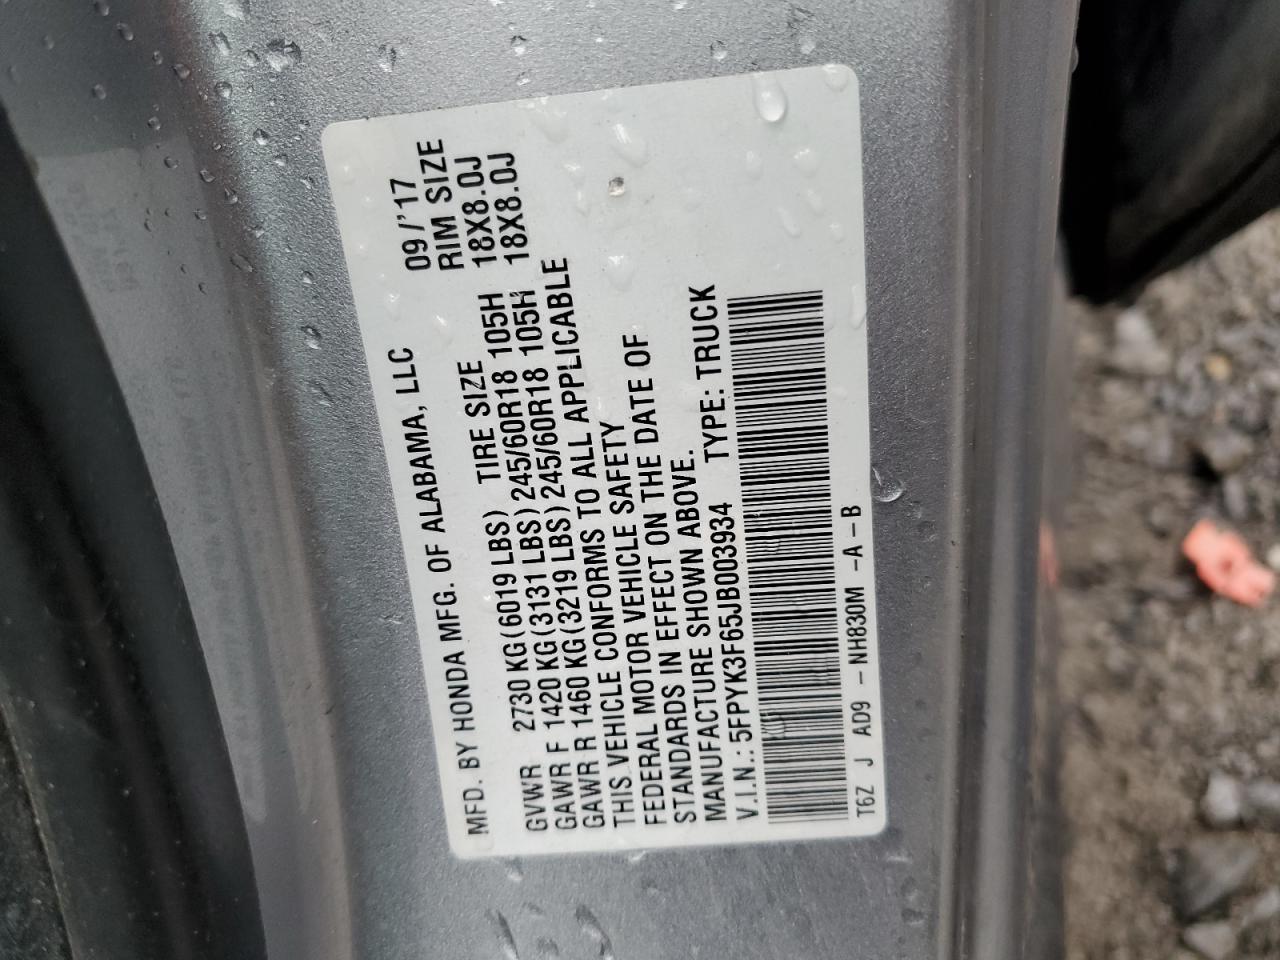 MFD. BY HONDA MFG. OF ALABAMA, LLC 09/'17
TIRE SIZE RIM SIZE
GVWR 2730 KG(6019 LBS)
GAWR F 1420 KG(3131 LBS) 245/60R18 105H 18X8.0J
GAWR R 1460 KG(3219 LBS) 245/60R18 105H 18X8.0J
THIS VEHICLE CONFORMS TO ALL APPLICABLE
FEDERAL MOTOR VEHICLE SAFETY
STANDARDS IN EFFECT ON THE DATE OF
MANUFACTURE SHOWN ABOVE.
V.I.N.: 5FPYK3F65JB003934 TYPE: TRUCK
T6Z J AD9 - NH830M -A-B